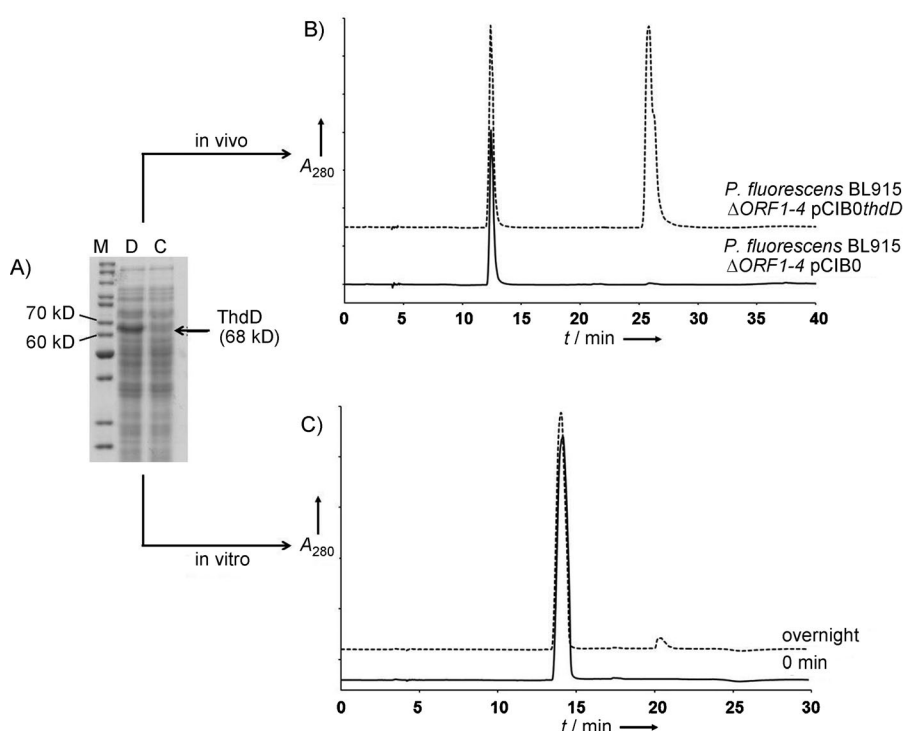 B)
in vivo
A280
P. fluorescens BL915
ΔORF1-4 pCIB0thdD
P. fluorescens BL915
ΔORF1-4 pCIB0
0 5 10 15 20 25 30 35 40
t / min
A)
M D C
70 kD
60 kD
ThdD
(68 kD)
C)
in vitro
A280
overnight
0 min
0 5 10 15 20 25 30
t / min